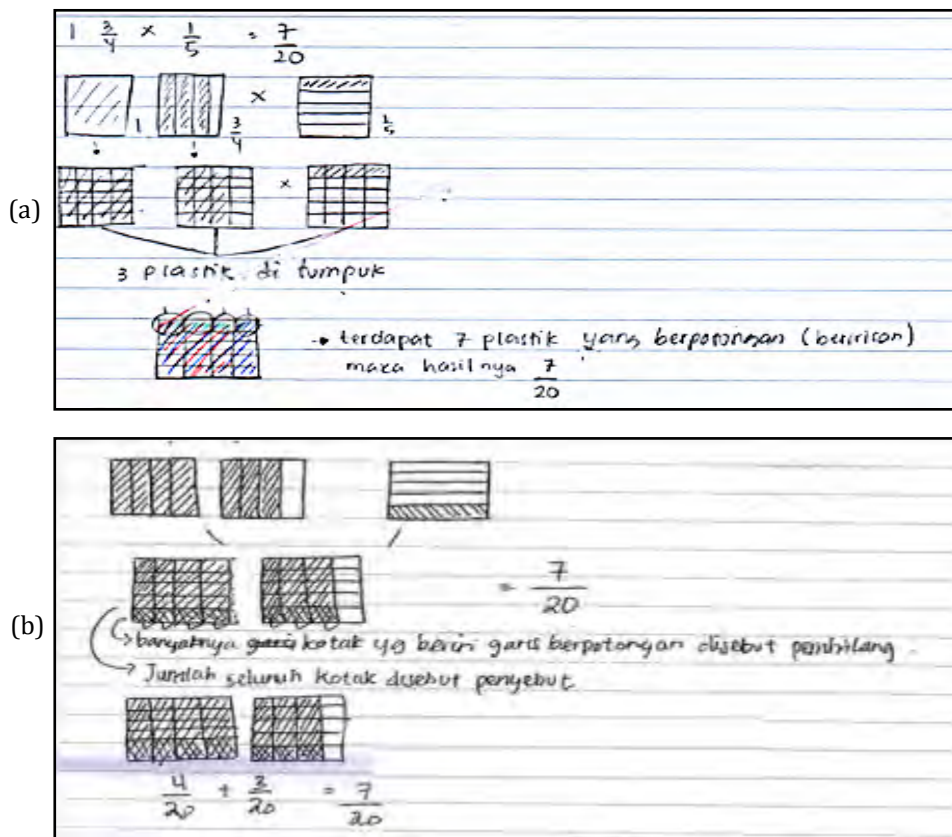 (a)
1 3/4 × 1/5 = 7/20
×
1 3/4 1/5
×
3 plastik di tumpuk
• terdapat 7 plastik yang berpotongan (beririsan)
maka hasilnya 7/20
(b)
= 7/20
banyaknya kotak yg berisi garis berpotongan disebut pembilang.
Jumlah seluruh kotak disebut penyebut
4/20 + 3/20 = 7/20